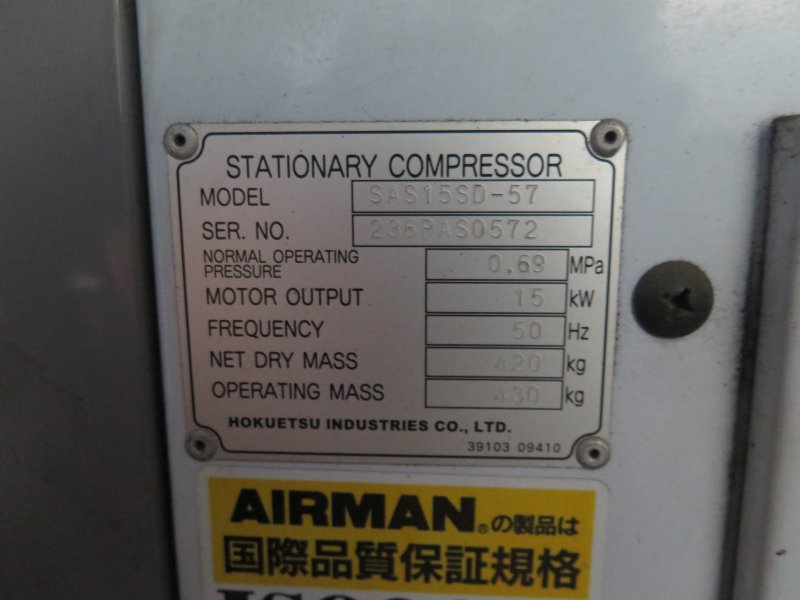 STATIONARY COMPRESSOR
MODEL SAS15SD-57
SER. NO. 236PAS0572
NORMAL OPERATING PRESSURE 0.69 MPa
MOTOR OUTPUT 15 kW
FREQUENCY 50 Hz
NET DRY MASS 420 kg
OPERATING MASS 430 kg
HOKUETSU INDUSTRIES CO., LTD.
39103 09410
AIRMAN®の製品は
国際品質保証規格